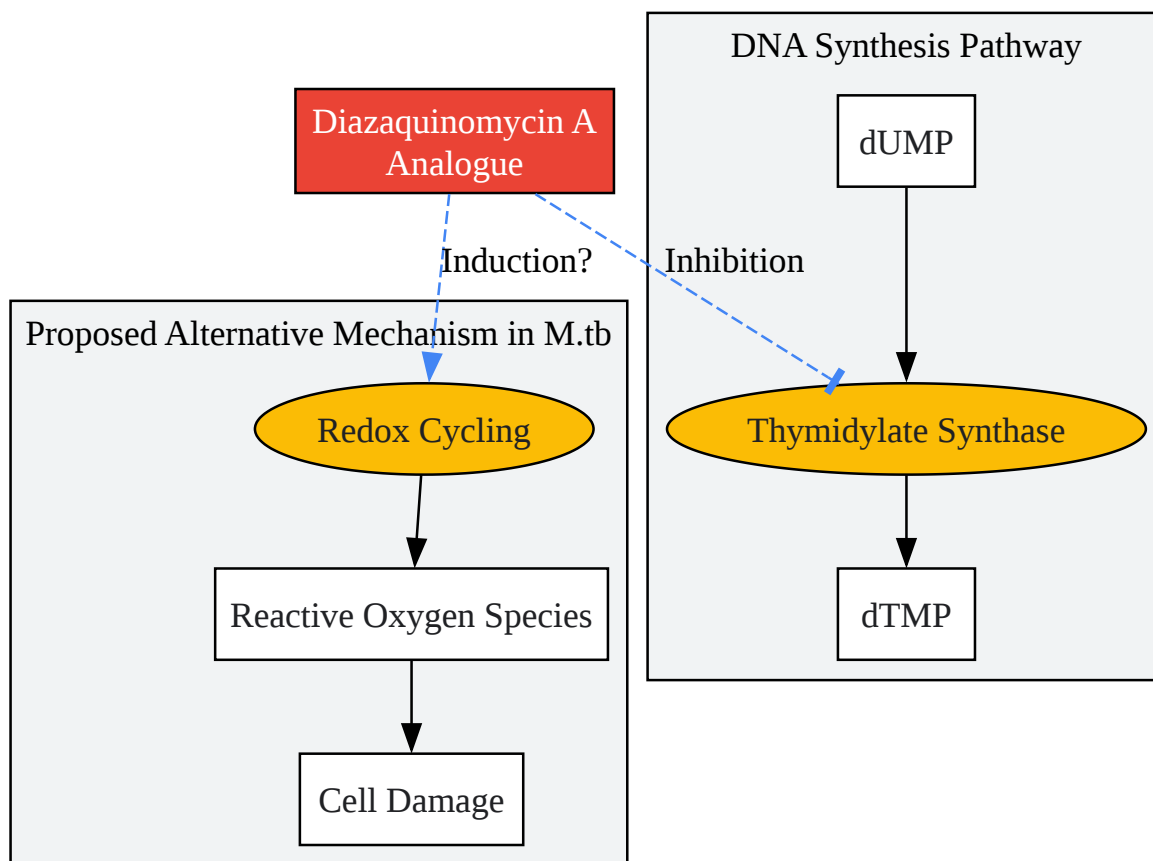 DNA Synthesis Pathway
Diazaquinomycin A
Analogue
dUMP
Induction?
Inhibition
Proposed Alternative Mechanism in M.tb
Redox Cycling
Thymidylate Synthase
Reactive Oxygen Species
dTMP
Cell Damage